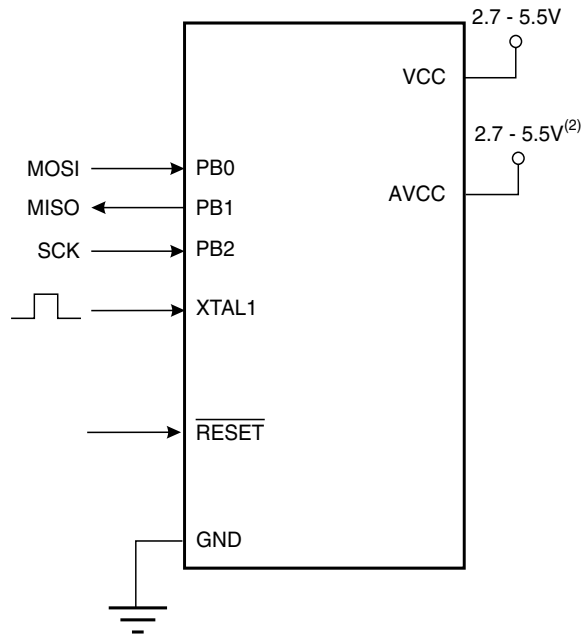 2.7 - 5.5V
VCC
2.7 - 5.5V(2)
AVCC
MOSI PB0
MISO PB1
SCK PB2
XTAL1
RESET
GND